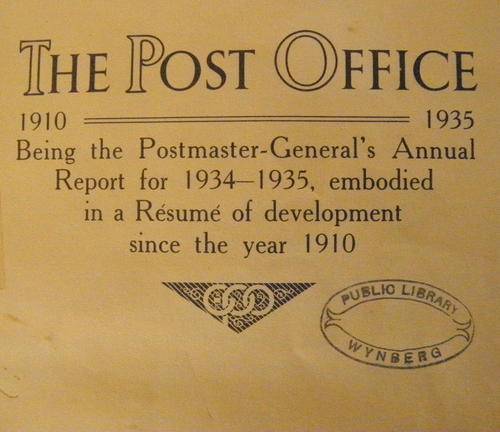 THE POST OFFICE
1910 1935
Being the Postmaster-General's Annual
Report for 1934—1935, embodied
in a Résumé of development
since the year 1910
PUBLIC LIBRARY
WYNBERG